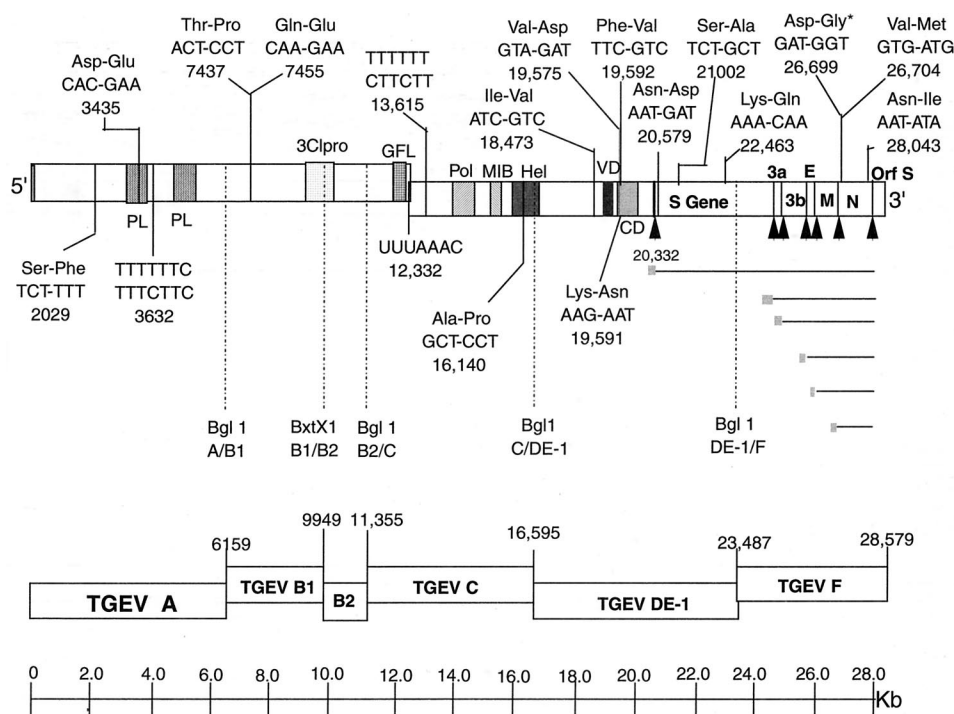 Thr-Pro
ACT-CCT
7437
Gln-Glu
CAA-GAA
7455
Val-Asp
GTA-GAT
19,575
Phe-Val
TTC-GTC
19,592
Ser-Ala
TCT-GCT
21002
Asp-Gly*
GAT-GGT
26,699
Val-Met
GTG-ATG
26,704
Asp-Glu
CAC-GAA
3435
TTTTTT
CTTCTT
13,615
Ile-Val
ATC-GTC
18,473
Asn-Asp
AAT-GAT
20,579
Lys-Gln
AAA-CAA
22,463
Asn-Ile
AAT-ATA
28,043
5'
PL
PL
3Clpro
GFL
Pol
MIB
Hel
VD
CD
S Gene
3a
3b
E
M
N
Orf S
3'
Ser-Phe
TCT-TTT
2029
TTTTTTC
TTTCTTC
3632
UUUAAAC
12,332
Ala-Pro
GCT-CCT
16,140
Lys-Asn
AAG-AAT
19,591
20,332
Bgl 1
A/B1
BxtX1
B1/B2
Bgl 1
B2/C
Bgl1
C/DE-1
Bgl 1
DE-1/F
6159
9949
11,355
16,595
23,487
28,579
TGEV A
TGEV B1
B2
TGEV C
TGEV DE-1
TGEV F
0 2.0 4.0 6.0 8.0 10.0 12.0 14.0 16.0 18.0 20.0 22.0 24.0 26.0 28.0
Kb